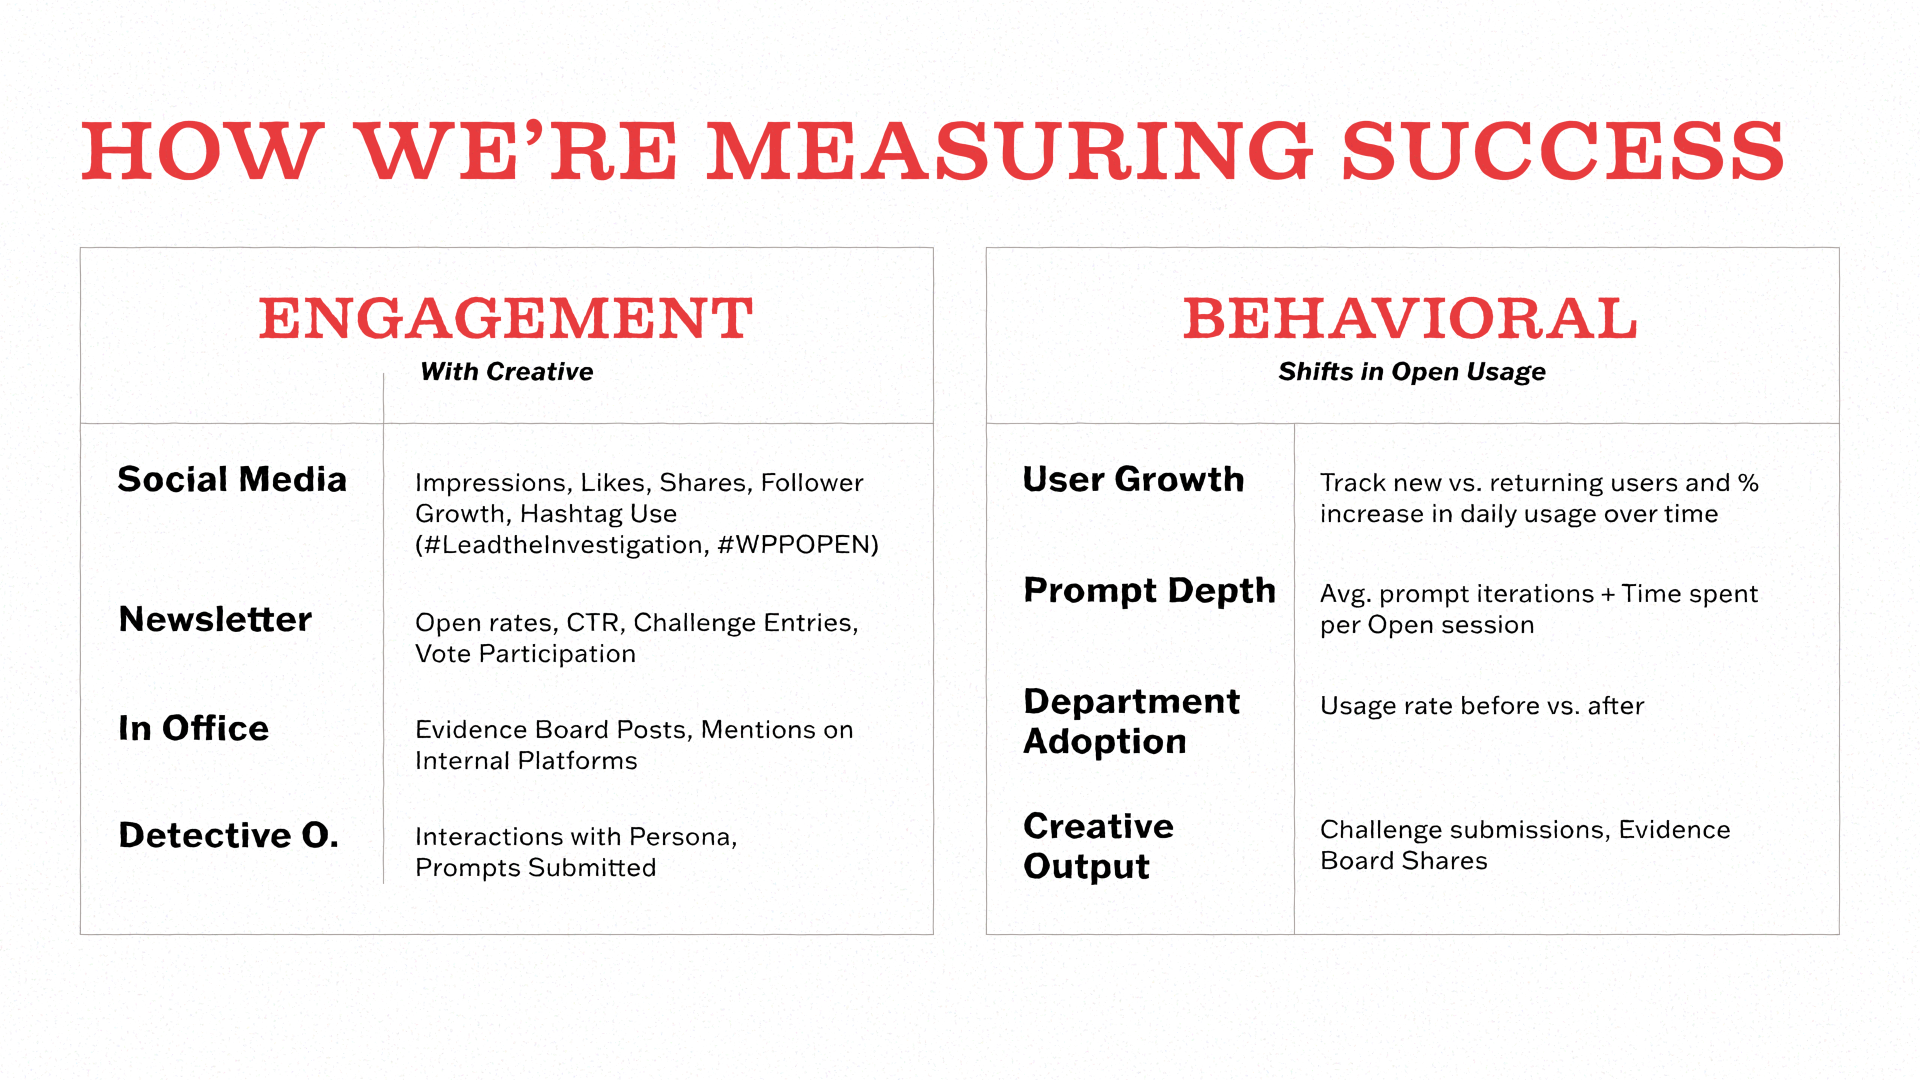 HOW WE’RE MEASURING SUCCESS
ENGAGEMENT
With Creative
Social Media
Impressions, Likes, Shares, Follower
Growth, Hashtag Use
(#LeadtheInvestigation, #WPPOPEN)
Newsletter
Open rates, CTR, Challenge Entries,
Vote Participation
In Office
Evidence Board Posts, Mentions on
Internal Platforms
Detective O.
Interactions with Persona,
Prompts Submitted
BEHAVIORAL
Shifts in Open Usage
User Growth
Track new vs. returning users and %
increase in daily usage over time
Prompt Depth
Avg. prompt iterations + Time spent
per Open session
Department
Adoption
Usage rate before vs. after
Creative
Output
Challenge submissions, Evidence
Board Shares